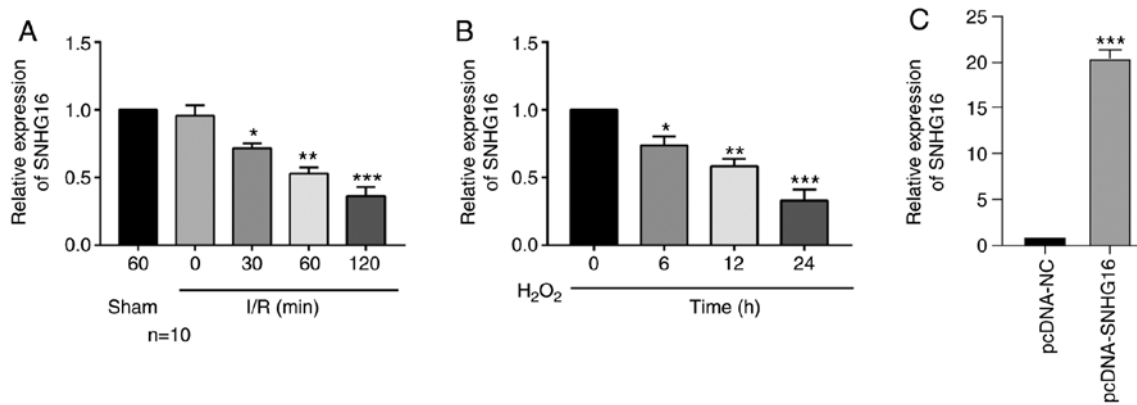 A
Relative expression
of SNHG16
1.5
1.0
0.5
0.0
*
**
***
60
0
30
60
120
Sham
I/R (min)
n=10
B
Relative expression
of SNHG16
1.5
1.0
0.5
0.0
*
**
***
0
6
12
24
H₂O₂
Time (h)
C
Relative expression
of SNHG16
25
20
15
10
5
0
***
pcDNA-NC
pcDNA-SNHG16